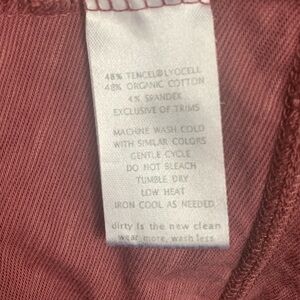 48% TENCEL®LYOCELL
48% ORGANIC COTTON
4% SPANDEX
EXCLUSIVE OF TRIMS
MACHINE WASH COLD
WITH SIMILAR COLORS
GENTLE CYCLE
DO NOT BLEACH
TUMBLE DRY
LOW HEAT
IRON COOL AS NEEDED
dirty is the new clean
wear more, wash less